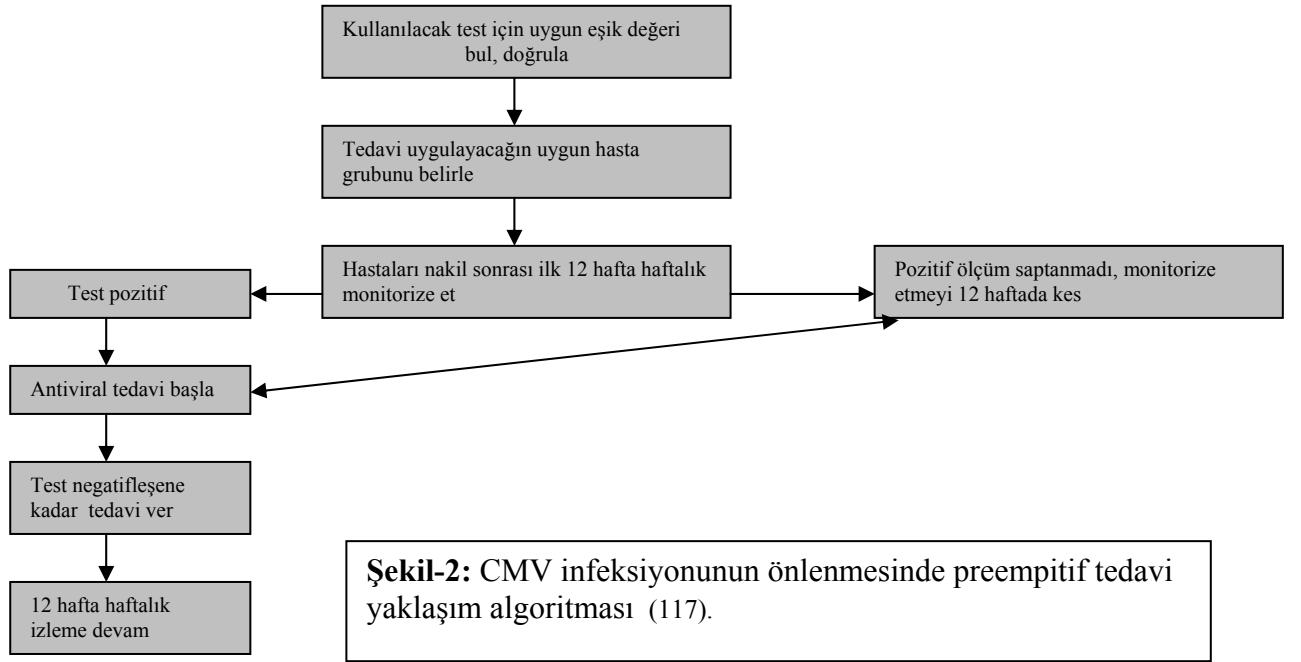 Kullanılacak test için uygun eşik değeri
bul, doğrula
Tedavi uygulayacağın uygun hasta
grubunu belirle
Hastaları nakil sonrası ilk 12 hafta haftalık
monitorize et
Test pozitif
Pozitif ölçüm saptanmadı, monitorize
etmeyi 12 haftada kes
Antiviral tedavi başla
Test negatifleşene
kadar tedavi ver
12 hafta haftalık
izleme devam
Şekil-2: CMV infeksiyonunun önlenmesinde preempitif tedavi
yaklaşım algoritması (117).